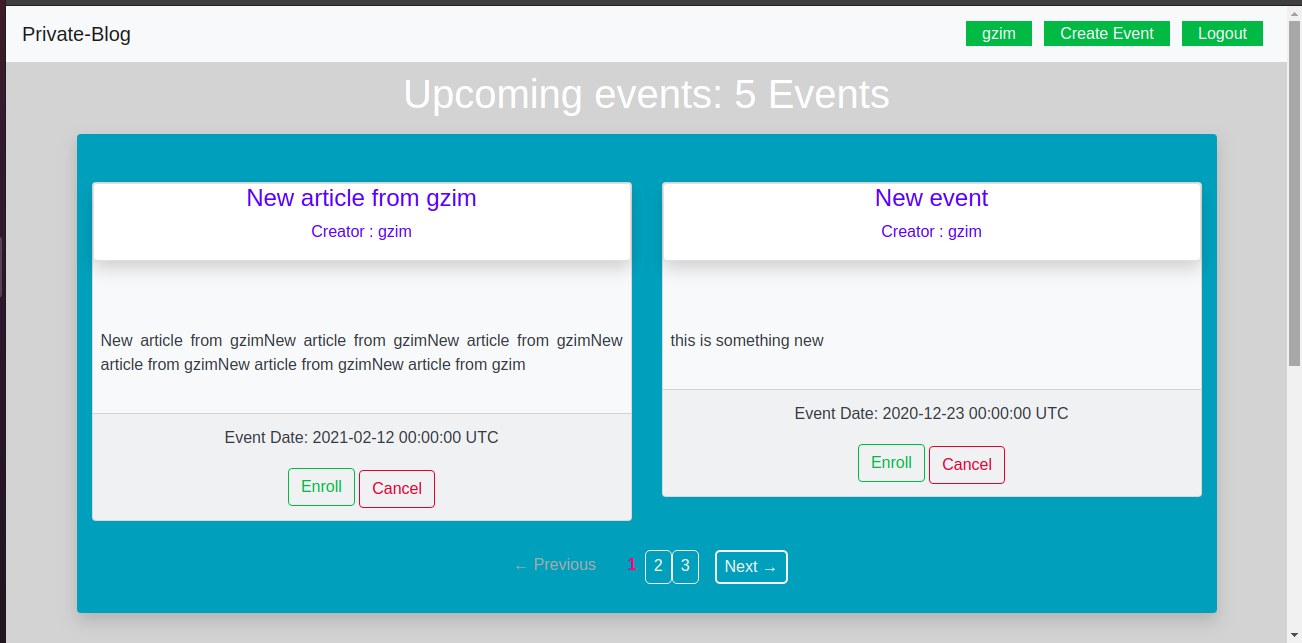 Private-Blog
gzim Create Event Logout
Upcoming events: 5 Events
New article from gzim
Creator : gzim
New article from gzimNew article from gzimNew article from gzimNew
article from gzimNew article from gzimNew article from gzim
Event Date: 2021-02-12 00:00:00 UTC
Enroll Cancel
New event
Creator : gzim
this is something new
Event Date: 2020-12-23 00:00:00 UTC
Enroll Cancel
← Previous 1 2 3 Next →